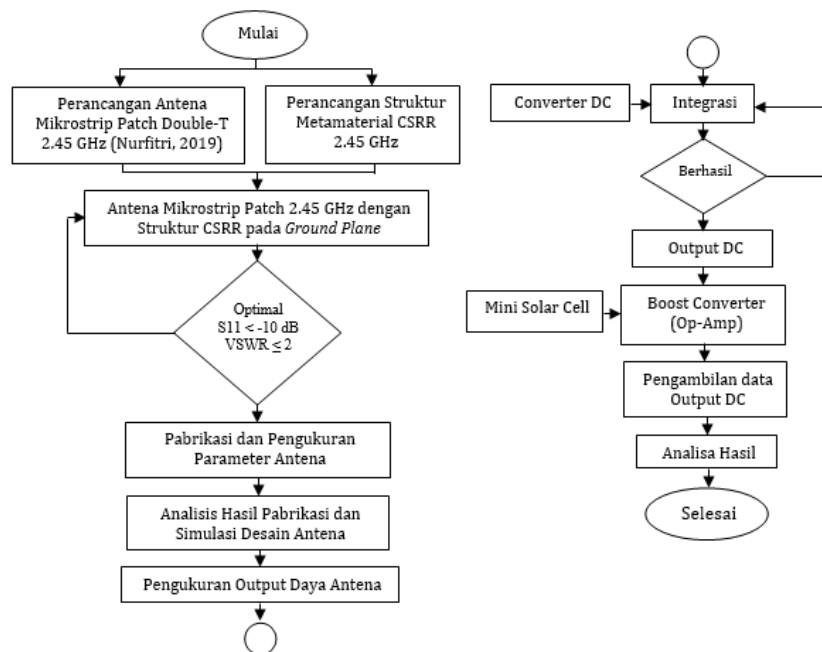 Mulai
Perancangan Antena
Mikrostrip Patch Double-T
2.45 GHz (Nurfitri, 2019)
Perancangan Struktur
Metamaterial CSRR
2.45 GHz
Antena Mikrostrip Patch 2.45 GHz dengan
Struktur CSRR pada Ground Plane
Optimal
S11 < -10 dB
VSWR ≤ 2
Pabrikasi dan Pengukuran
Parameter Antena
Analisis Hasil Pabrikasi dan
Simulasi Desain Antena
Pengukuran Output Daya Antena
Converter DC
Integrasi
Berhasil
Output DC
Mini Solar Cell
Boost Converter
(Op-Amp)
Pengambilan data
Output DC
Analisa Hasil
Selesai